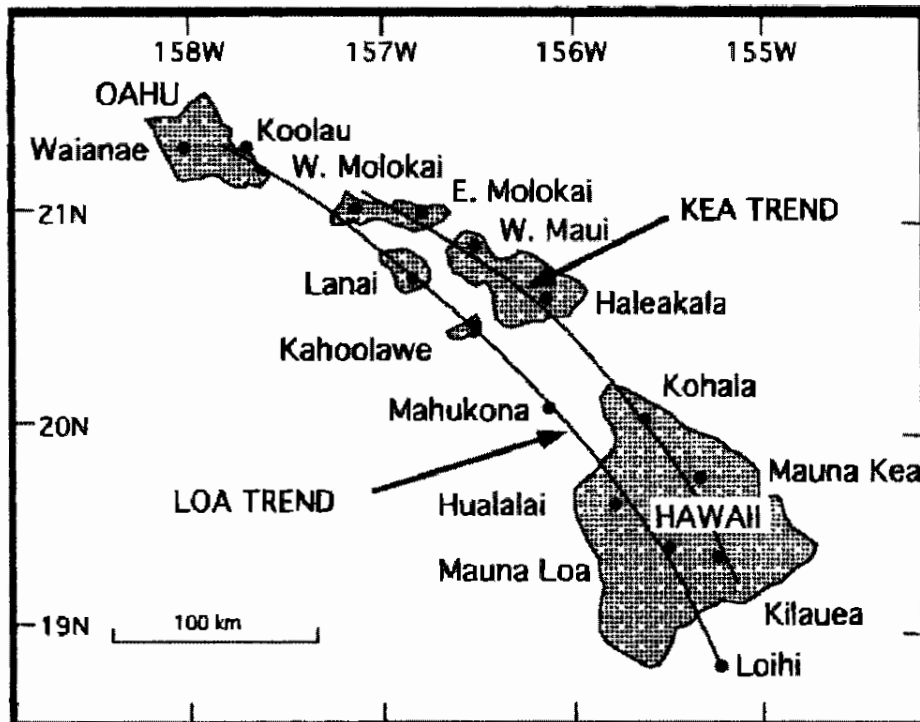 158W 157W 156W 155W
OAHU
Koolau
Waianae
W. Molokai
E. Molokai
21N
KEA TREND
W. Maui
Lanai
Haleakala
Kahoolawe
Kohala
Mahukona
20N
Mauna Kea
LOA TREND
Hualalai
HAWAII
Mauna Loa
Kilauea
100 km
19N
Loihi